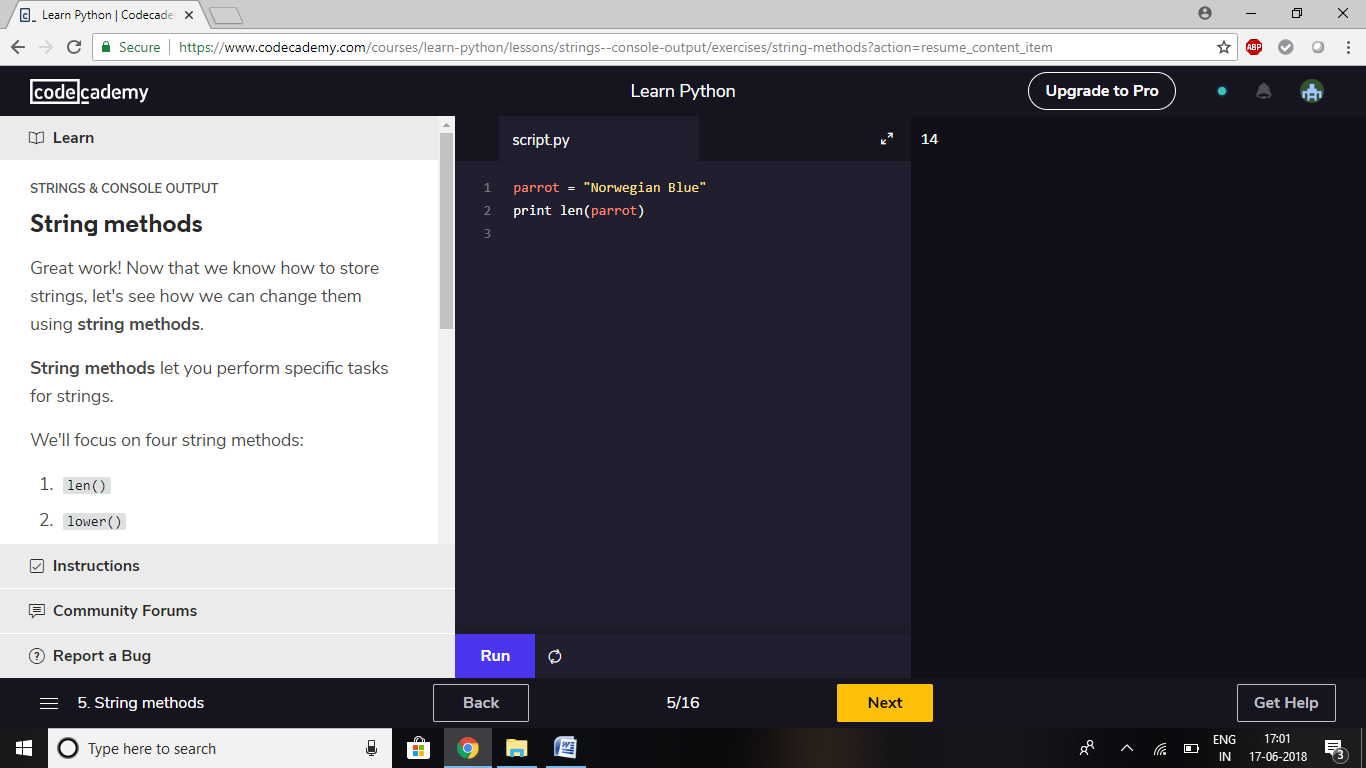 Learn Python | Codecade
Secure
https://www.codecademy.com/courses/learn-python/lessons/strings--console-output/exercises/string-methods?action=resume_content_item
ABP
codecademy
Learn Python
Upgrade to Pro
Learn
STRINGS & CONSOLE OUTPUT
String methods
Great work! Now that we know how to store
strings, let's see how we can change them
using string methods.
String methods let you perform specific tasks
for strings.
We'll focus on four string methods:
1. len()
2. lower()
Instructions
Community Forums
Report a Bug
script.py
1 parrot = "Norwegian Blue"
2 print len(parrot)
3
Run
14
5. String methods
Back
5/16
Next
Get Help
Type here to search
ENG
IN
17:01
17-06-2018
3